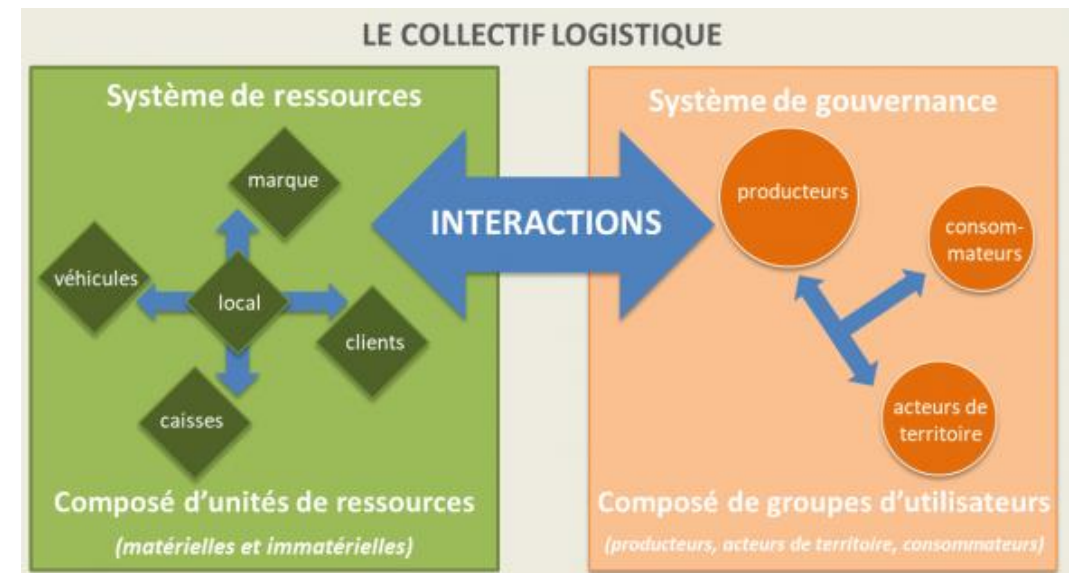 LE COLLECTIF LOGISTIQUE
Système de ressources
marque
véhicules
local
clients
caisses
Composé d'unités de ressources
(matérielles et immatérielles)
INTERACTIONS
Système de gouvernance
producteurs
consom-
mateurs
acteurs de
territoire
Composé de groupes d'utilisateurs
(producteurs, acteurs de territoire, consommateurs)